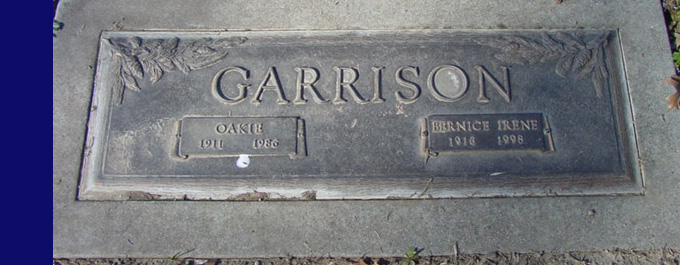 GARRISON
OAKIE
1911 1986
BERNICE IRENE
1916 1998